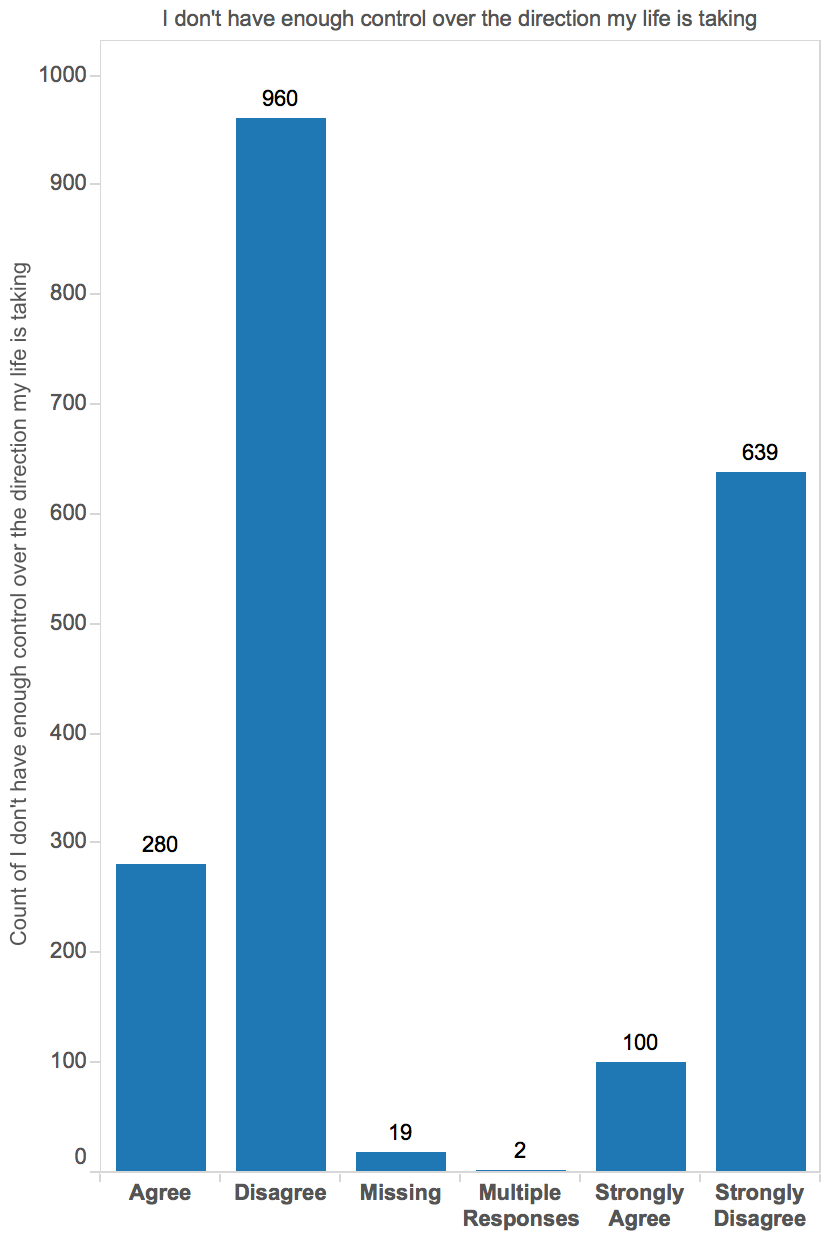 I don't have enough control over the direction my life is taking
Count of I don't have enough control over the direction my life is taking
1000
900
800
700
600
500
400
300
200
100
0
280
960
19
2
100
639
Agree
Disagree
Missing
Multiple
Responses
Strongly
Agree
Strongly
Disagree